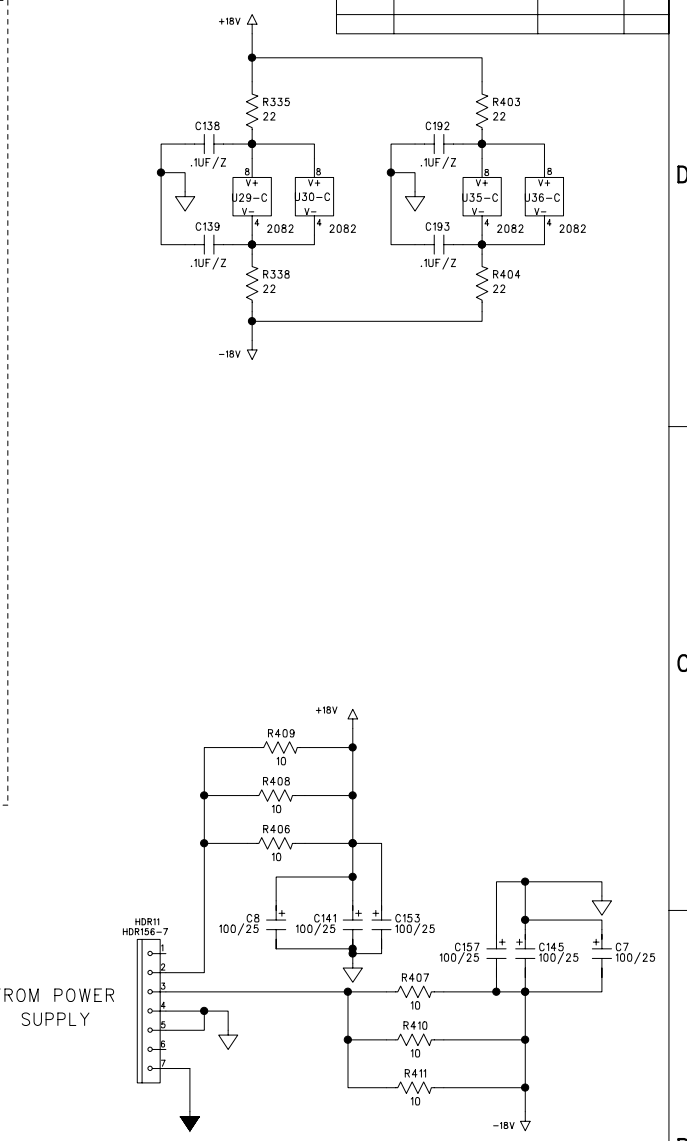 +18V
R335
22
R403
22
C138
.1UF/Z
C192
.1UF/Z
8
V+
U29-C
V-
4
2082
8
V+
U30-C
V-
4
2082
8
V+
U35-C
V-
4
2082
8
V+
U36-C
V-
4
2082
C139
.1UF/Z
C193
.1UF/Z
R338
22
R404
22
-18V
D
+18V
R409
10
R408
10
R406
10
C8
100/25
+
C141
100/25
+
C153
100/25
+
C157
100/25
+
C145
100/25
+
C7
100/25
+
HDR11
HDR156-7
1
2
3
4
5
6
7
ROM POWER
SUPPLY
R407
10
R410
10
R411
10
-18V